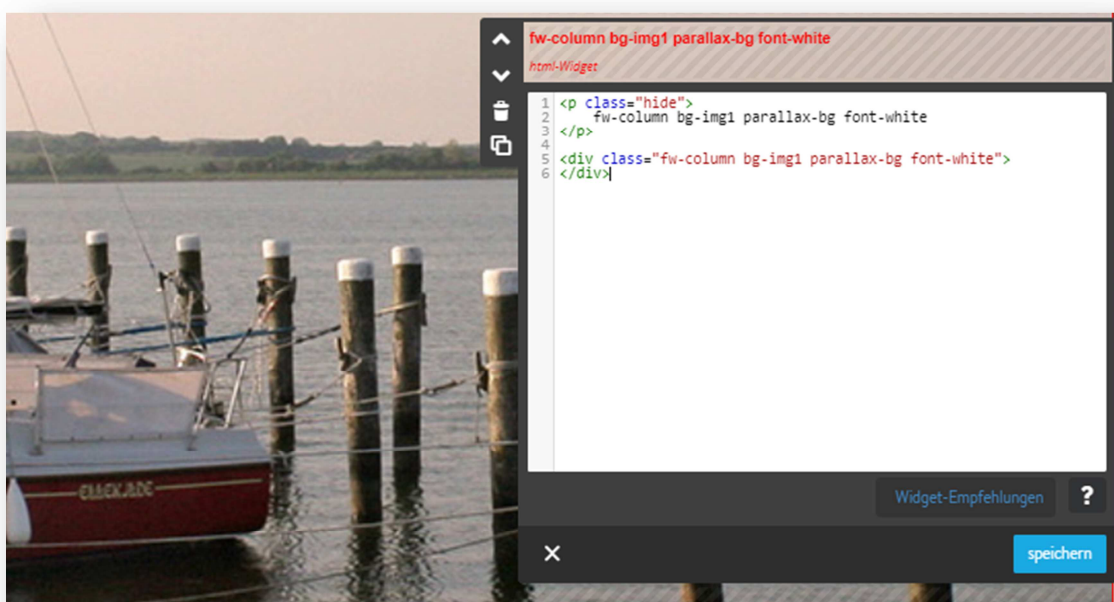 fw-column bg-img1 parallax-bg font-white
html-Widget
1 <p class="hide">
2 fw-column bg-img1 parallax-bg font-white
3 </p>
4
5 <div class="fw-column bg-img1 parallax-bg font-white">
6 </div>
Widget-Empfehlungen ?
speichern